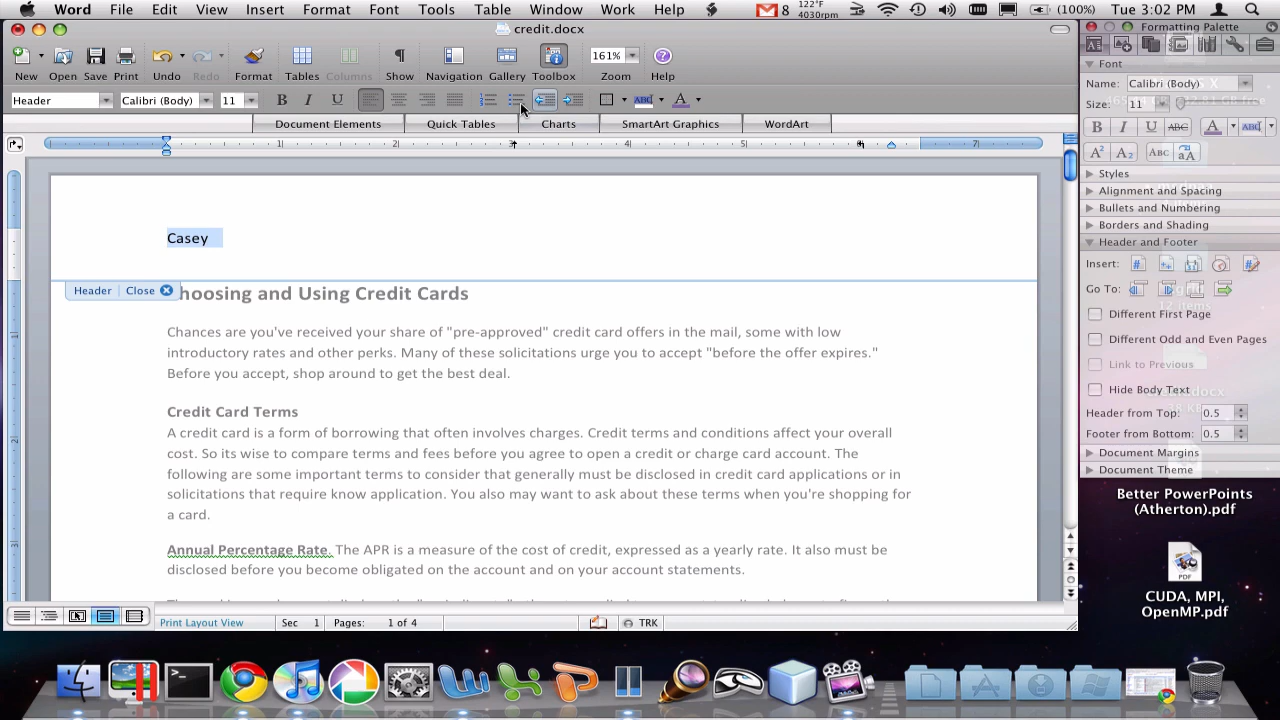 Word File Edit View Insert Format Font Tools Table Window Work Help 8 122°F 4030rpm (100%) Tue 3:02 PM
credit.docx
New Open Save Print Undo Redo Format Tables Columns Show Navigation Gallery Toolbox 161% Zoom Help
Header Calibri (Body) 11 B I U ABC A
Document Elements Quick Tables Charts SmartArt Graphics WordArt
1 2 3 4 5 7
Casey
Header Close
hoosing and Using Credit Cards
Chances are you've received your share of "pre-approved" credit card offers in the mail, some with low
introductory rates and other perks. Many of these solicitations urge you to accept "before the offer expires."
Before you accept, shop around to get the best deal.
Credit Card Terms
A credit card is a form of borrowing that often involves charges. Credit terms and conditions affect your overall
cost. So its wise to compare terms and fees before you agree to open a credit or charge card account. The
following are some important terms to consider that generally must be disclosed in credit card applications or in
solicitations that require know application. You also may want to ask about these terms when you're shopping for
a card.
Annual Percentage Rate. The APR is a measure of the cost of credit, expressed as a yearly rate. It also must be
disclosed before you become obligated on the account and on your account statements.
Print Layout View Sec 1 Pages: 1 of 4 TRK
Formatting Palette
Font
Name: Calibri (Body)
Size: 11
B I U ABC A ABC
A² A₂ ABC aA
Styles
Alignment and Spacing
Bullets and Numbering
Borders and Shading
Header and Footer
Insert: # #
Go To:
Different First Page
Different Odd and Even Pages
Link to Previous
Hide Body Text
Header from Top: 0.5
Footer from Bottom: 0.5
Document Margins
Document Theme
Better PowerPoints
(Atherton).pdf
PDF
CUDA, MPI,
OpenMP.pdf